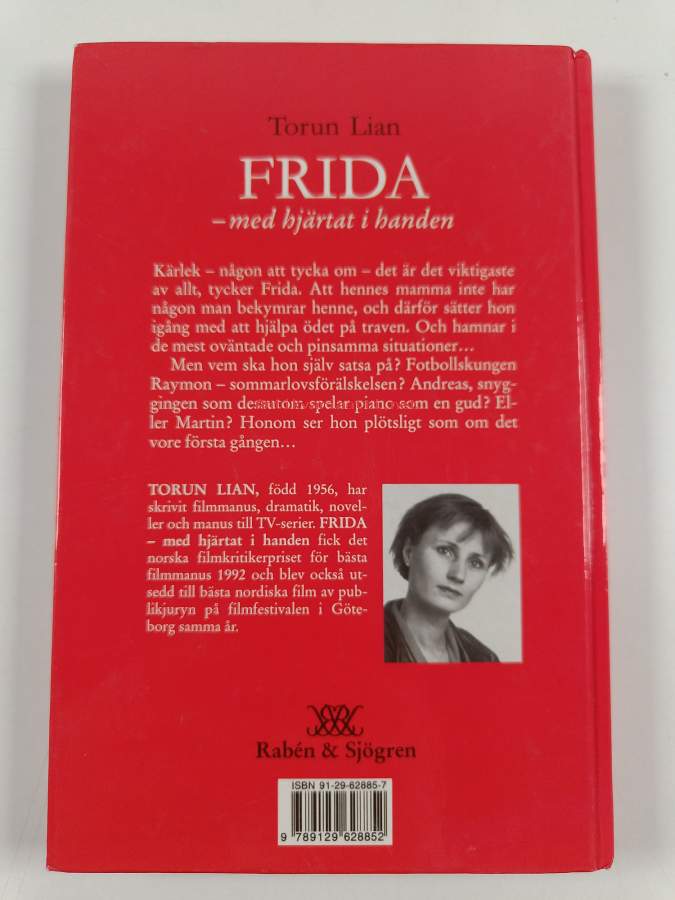 Torun Lian
FRIDA
– med hjärtat i handen
Kärlek – någon att tycka om – det är det viktigaste
av allt, tycker Frida. Att hennes mamma inte har
någon man bekymrar henne, och därför sätter hon
igång med att hjälpa ödet på traven. Och hamnar i
de mest oväntade och pinsamma situationer…
Men vem ska hon själv satsa på? Fotbollskungen
Raymon – sommarlovsförälskelsen? Andreas, snyg-
gingen som dessutom spelar piano som en gud? El-
ler Martin? Honom ser hon plötsligt som om det
vore första gången…
TORUN LIAN, född 1956, har
skrivit filmmanus, dramatik, novel-
ler och manus till TV-serier. FRIDA
– med hjärtat i handen fick det
norska filmkritikerpriset för bästa
filmmanus 1992 och blev också ut-
sedd till bästa nordiska film av pub-
likjuryn på filmfestivalen i Göte-
borg samma år.
Rabén & Sjögren
ISBN 91-29-62885-7
9 789129 628852